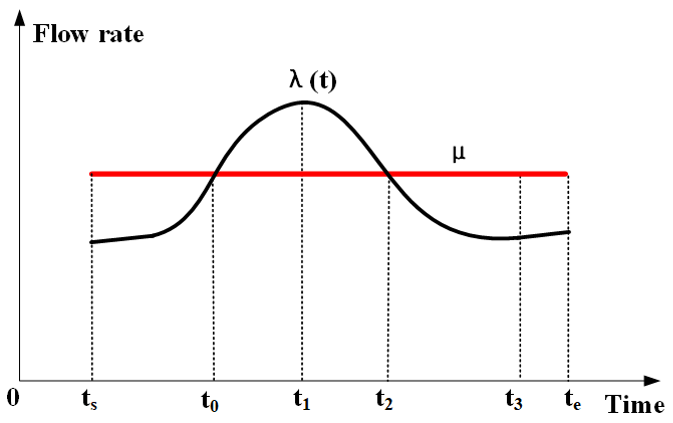 Flow rate
λ (t)
μ
0 tₛ t₀ t₁ t₂ t₃ tₑ Time